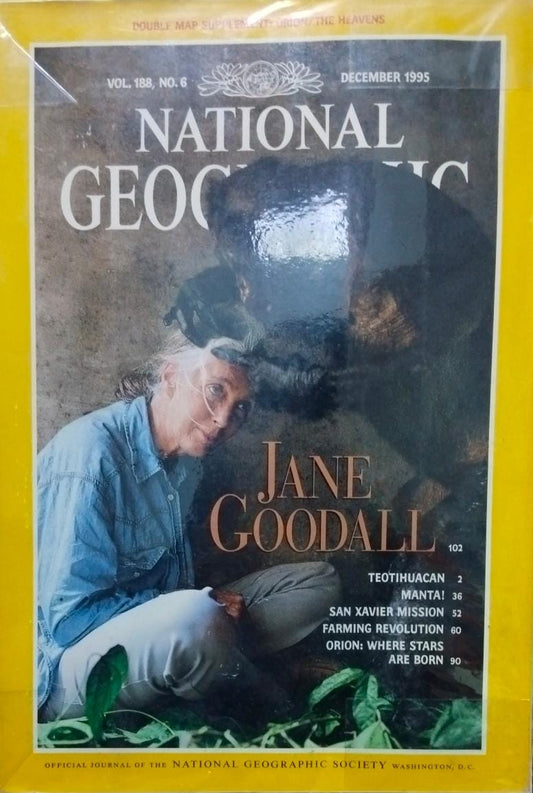 DOUBLE MAP SUPPLEMENT: ORION/THE HEAVENS
VOL. 188, NO. 6
DECEMBER 1995
NATIONAL
GEOGRAPHIC
JANE
GOODALL 102
TEOTIHUACAN 2
MANTA! 36
SAN XAVIER MISSION 52
FARMING REVOLUTION 60
ORION: WHERE STARS
ARE BORN 90
OFFICIAL JOURNAL OF THE NATIONAL GEOGRAPHIC SOCIETY WASHINGTON, D.C.